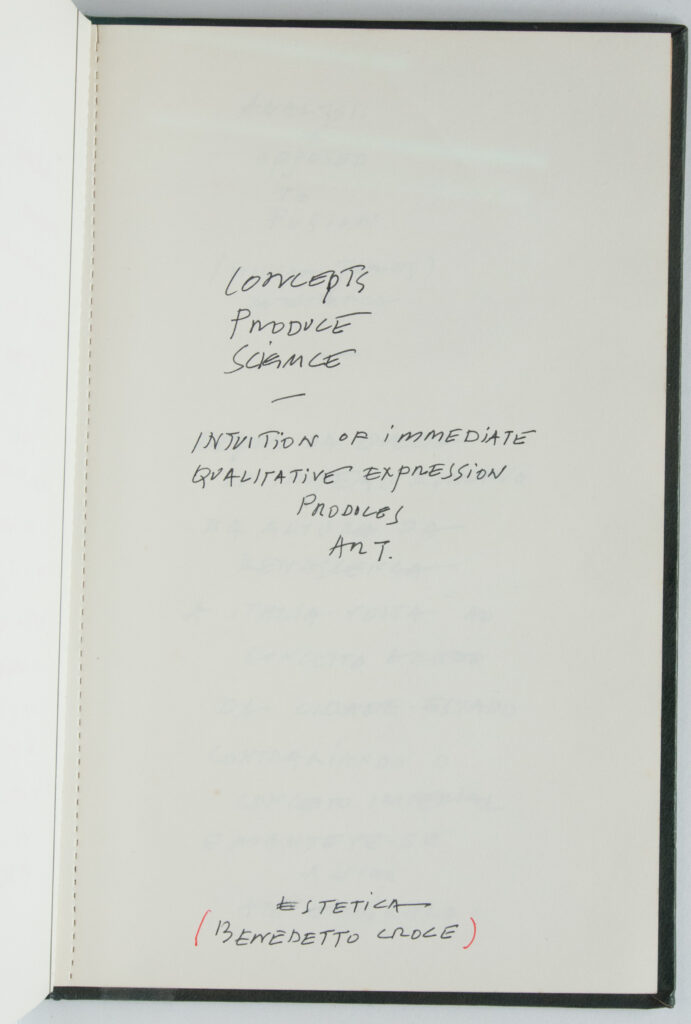 CONCEPTS
PRODUCE
SCIENCE
—
INTUITION OF IMMEDIATE
QUALITATIVE EXPRESSION
PRODUCES
ART.
ESTETICA
(BENEDETTO CROCE)